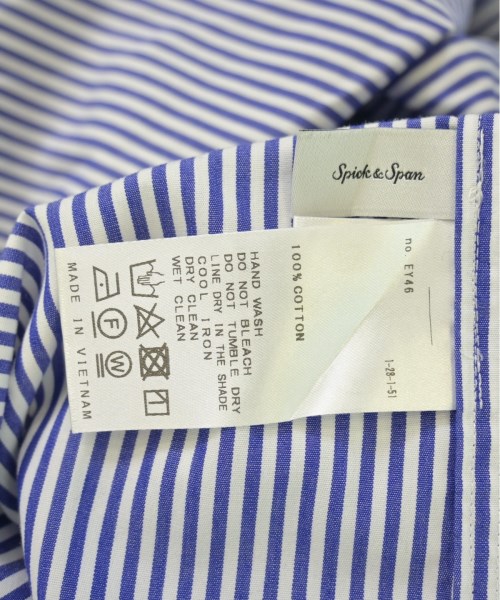 Spick & Span
no EY46
1-28-1-51
100% COTTON
HAND WASH
DO NOT BLEACH
DO NOT TUMBLE DRY
LINE DRY IN THE SHADE
COOL IRON
DRY CLEAN
WET CLEAN
F
W
MADE IN VIETNAM